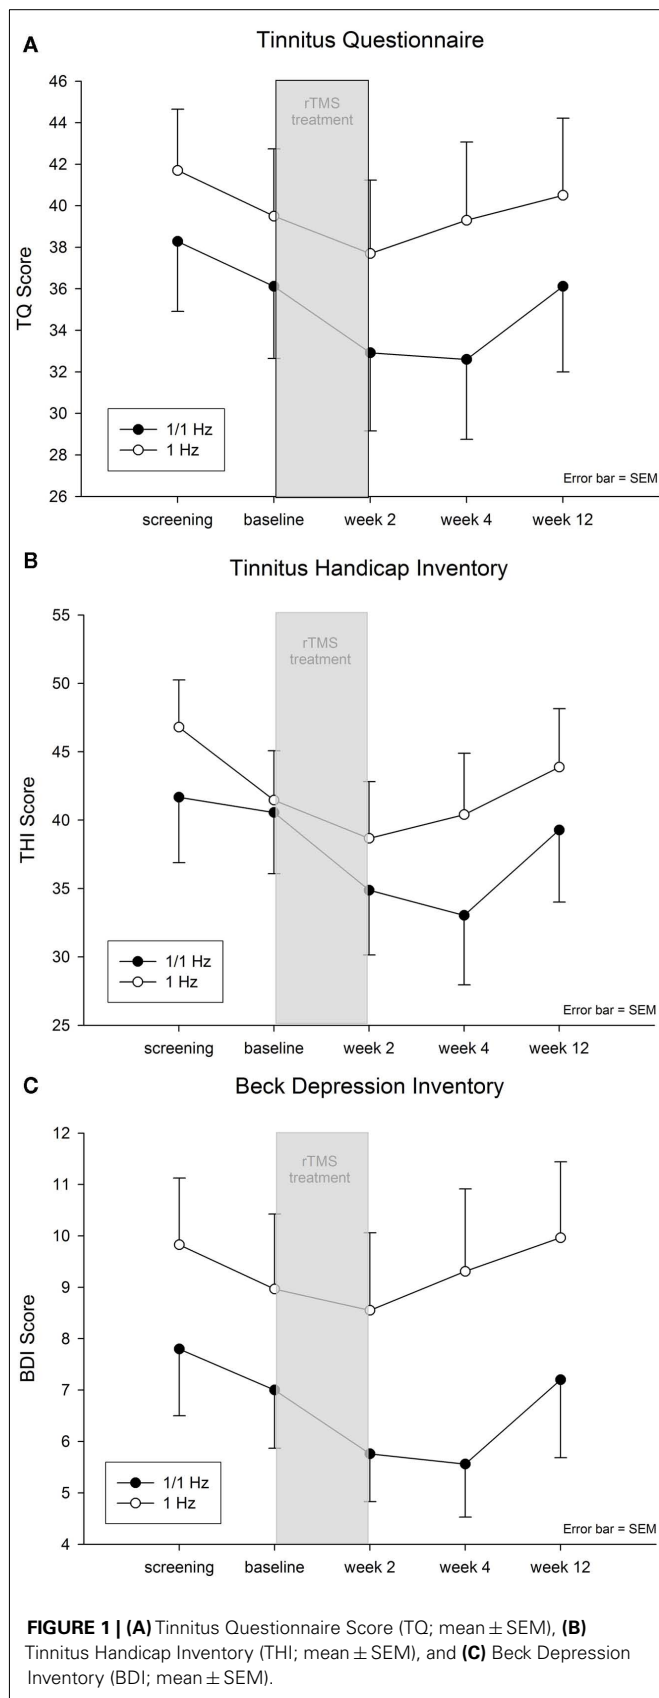 A
Tinnitus Questionnaire
46
44
42
40
38
36
34
32
30
28
26
TQ Score
rTMS
treatment
1/1 Hz
1 Hz
Error bar = SEM
screening baseline week 2 week 4 week 12
B
Tinnitus Handicap Inventory
55
50
45
40
35
30
25
THI Score
rTMS
treatment
1/1 Hz
1 Hz
Error bar = SEM
screening baseline week 2 week 4 week 12
C
Beck Depression Inventory
12
11
10
9
8
7
6
5
4
BDI Score
rTMS
treatment
1/1 Hz
1 Hz
Error bar = SEM
screening baseline week 2 week 4 week 12
FIGURE 1 | (A) Tinnitus Questionnaire Score (TQ; mean ± SEM), (B)
Tinnitus Handicap Inventory (THI; mean ± SEM), and (C) Beck Depression
Inventory (BDI; mean ± SEM).